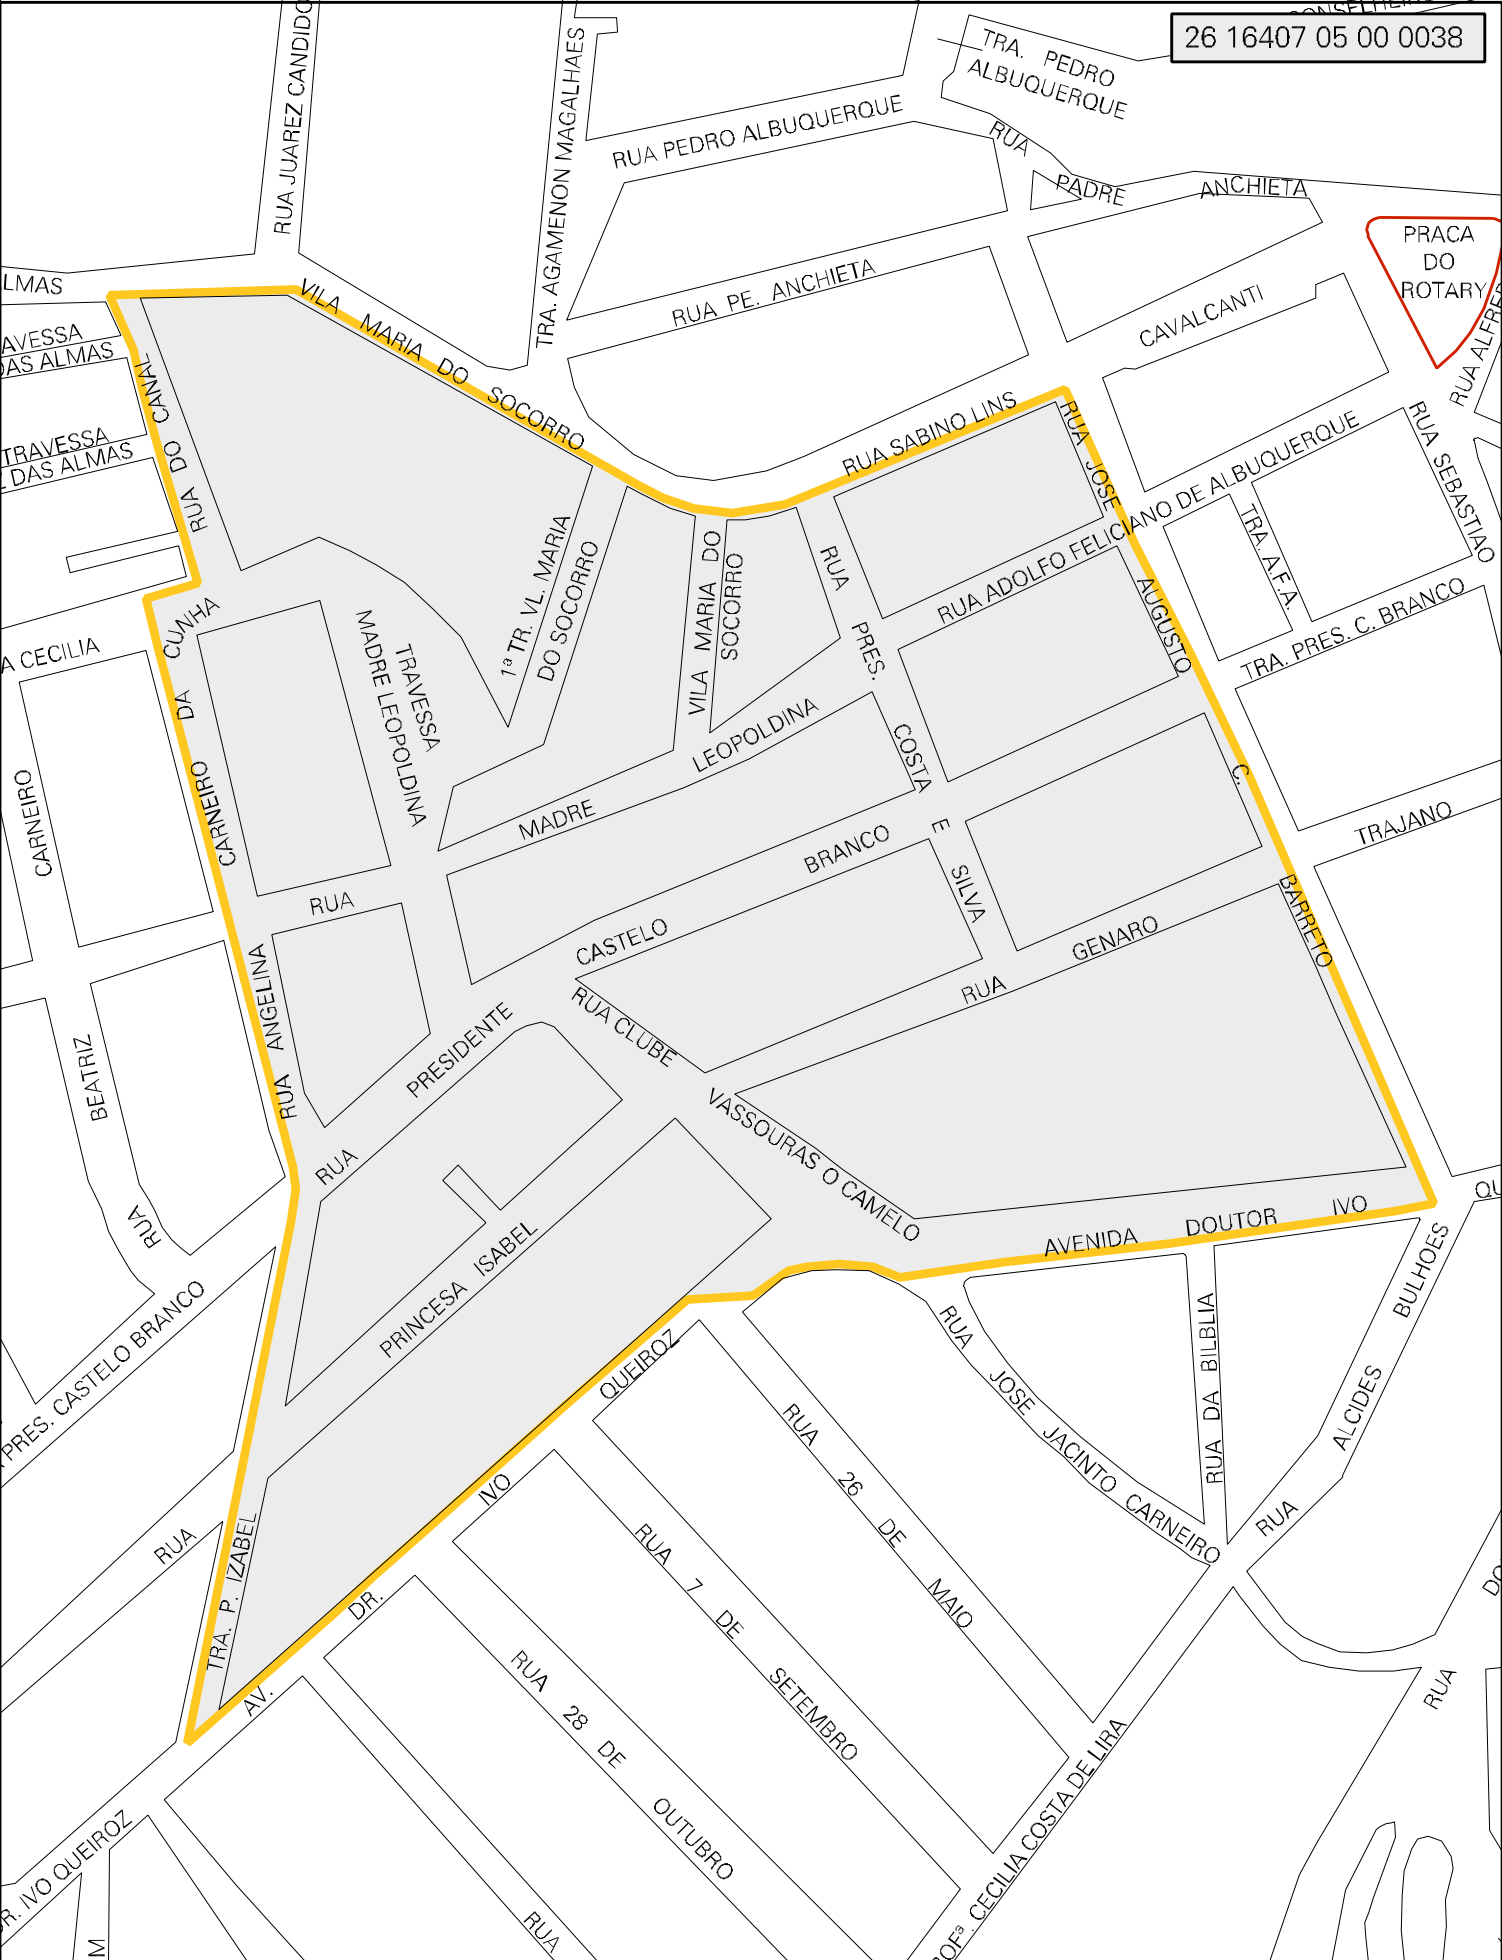 26 16407 05 00 0038
RUA JUAREZ CANDIDO
TRA. AGAMENON MAGALHAES
TRA. PEDRO
ALBUQUERQUE
RUA PEDRO ALBUQUERQUE
RUA PADRE ANCHIETA
PRACA
DO
ROTARY
RUA PE. ANCHIETA
CAVALCANTI
VILA MARIA DO SOCORRO
RUA SABINO LINS
RUA JOSE AUGUSTO C. BARRETO
RUA ADOLFO FELICIANO DE ALBUQUERQUE
RUA SEBASTIAO
TRA. A.F.A.
TRA. PRES. C. BRANCO
TRAJANO
LMAS
AVESSA
DAS ALMAS
TRAVESSA
DAS ALMAS
RUA DO CANAL
A CECILIA
CARNEIRO
RUA BEATRIZ
RUA ANGELINA CARNEIRO DA CUNHA
TRAVESSA
MADRE LEOPOLDINA
1ª TR. VL. MARIA
DO SOCORRO
VILA MARIA DO
SOCORRO
RUA PRES. COSTA E SILVA
RUA MADRE LEOPOLDINA
RUA PRESIDENTE CASTELO BRANCO
RUA GENARO
RUA CLUBE
VASSOURAS O CAMELO
PRINCESA ISABEL
RUA
PRES. CASTELO BRANCO
TRA. P. IZABEL
AVENIDA DOUTOR IVO
QU
AV. DR. IVO QUEIROZ
RUA JOSE JACINTO CARNEIRO
RUA DA BILBLIA
RUA ALCIDES BULHOES
RUA 26 DE MAIO
RUA 7 DE SETEMBRO
RUA 28 DE OUTUBRO
RUA
R. IVO QUEIROZ
M
OFª. CECILIA COSTA DE LIRA
RUA
DO
RUA ALFRE